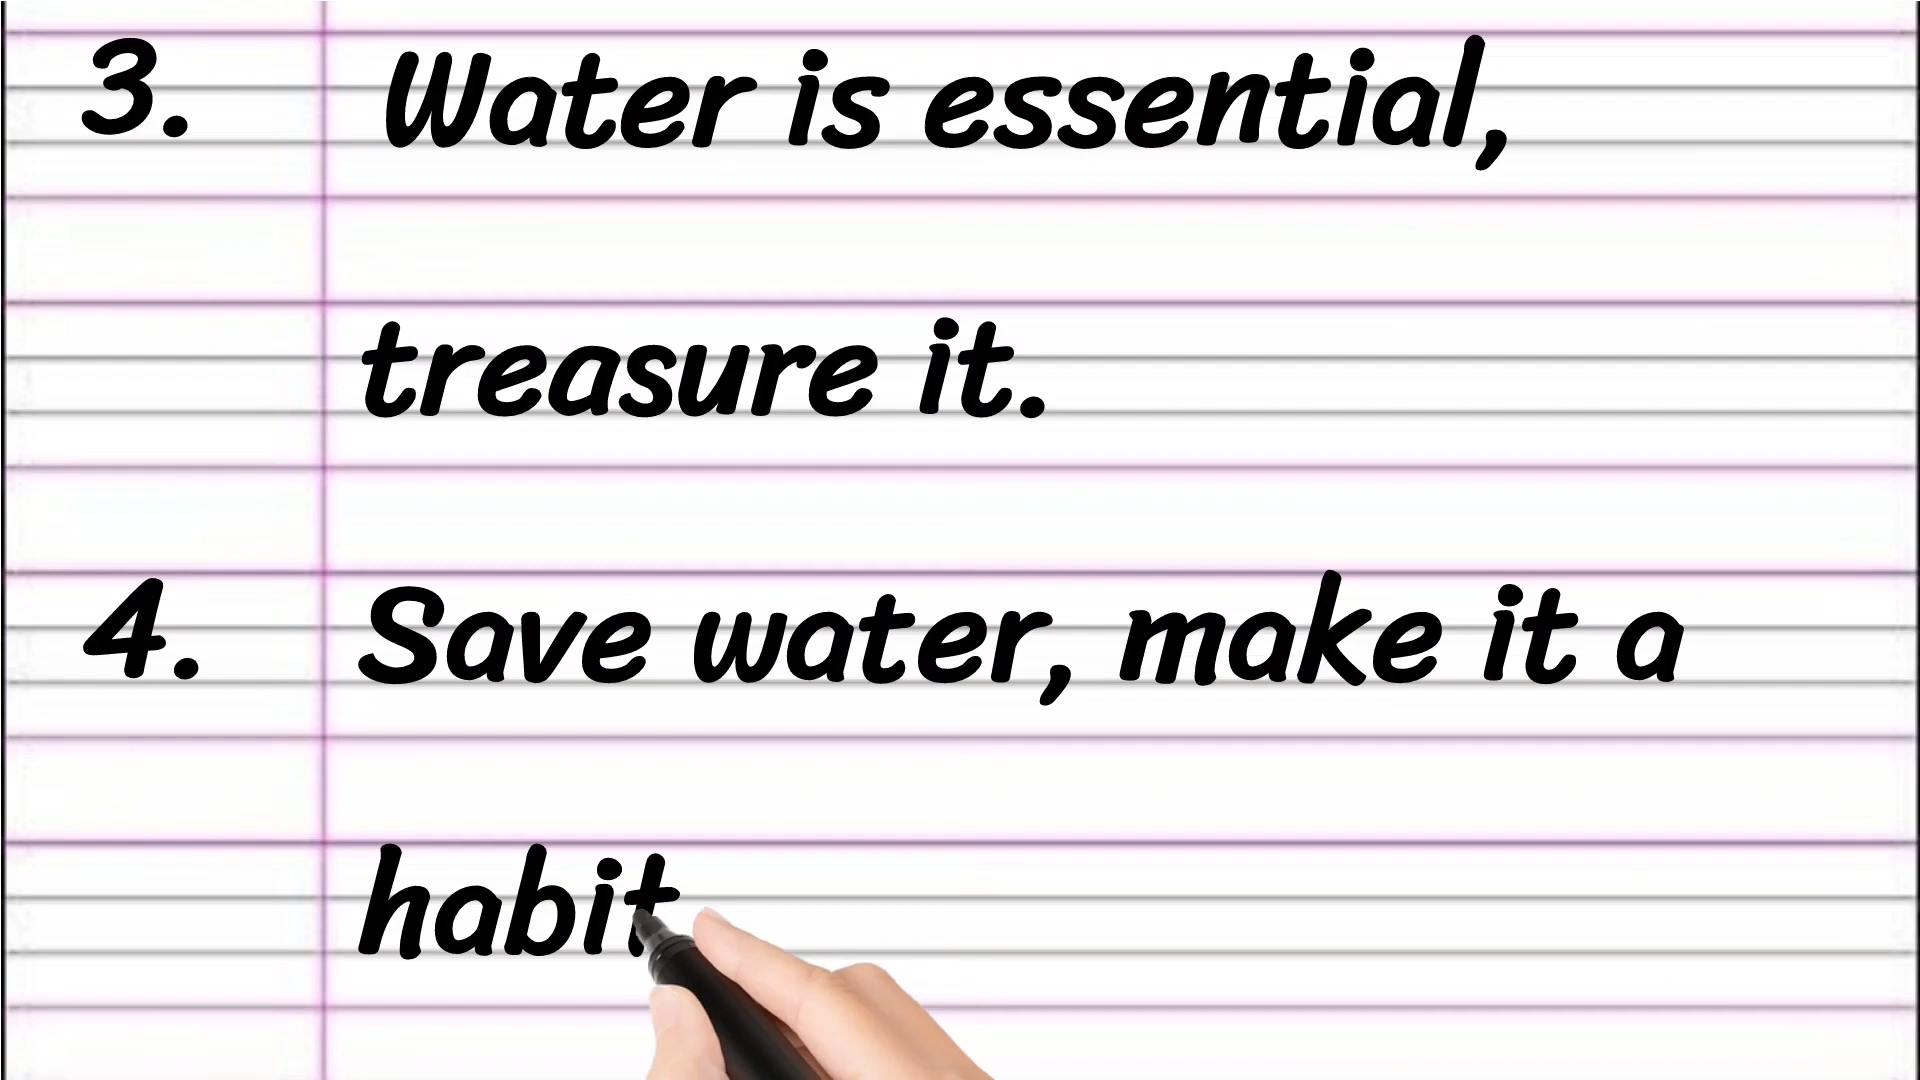 3. Water is essential,
treasure it.
4. Save water, make it a
habit